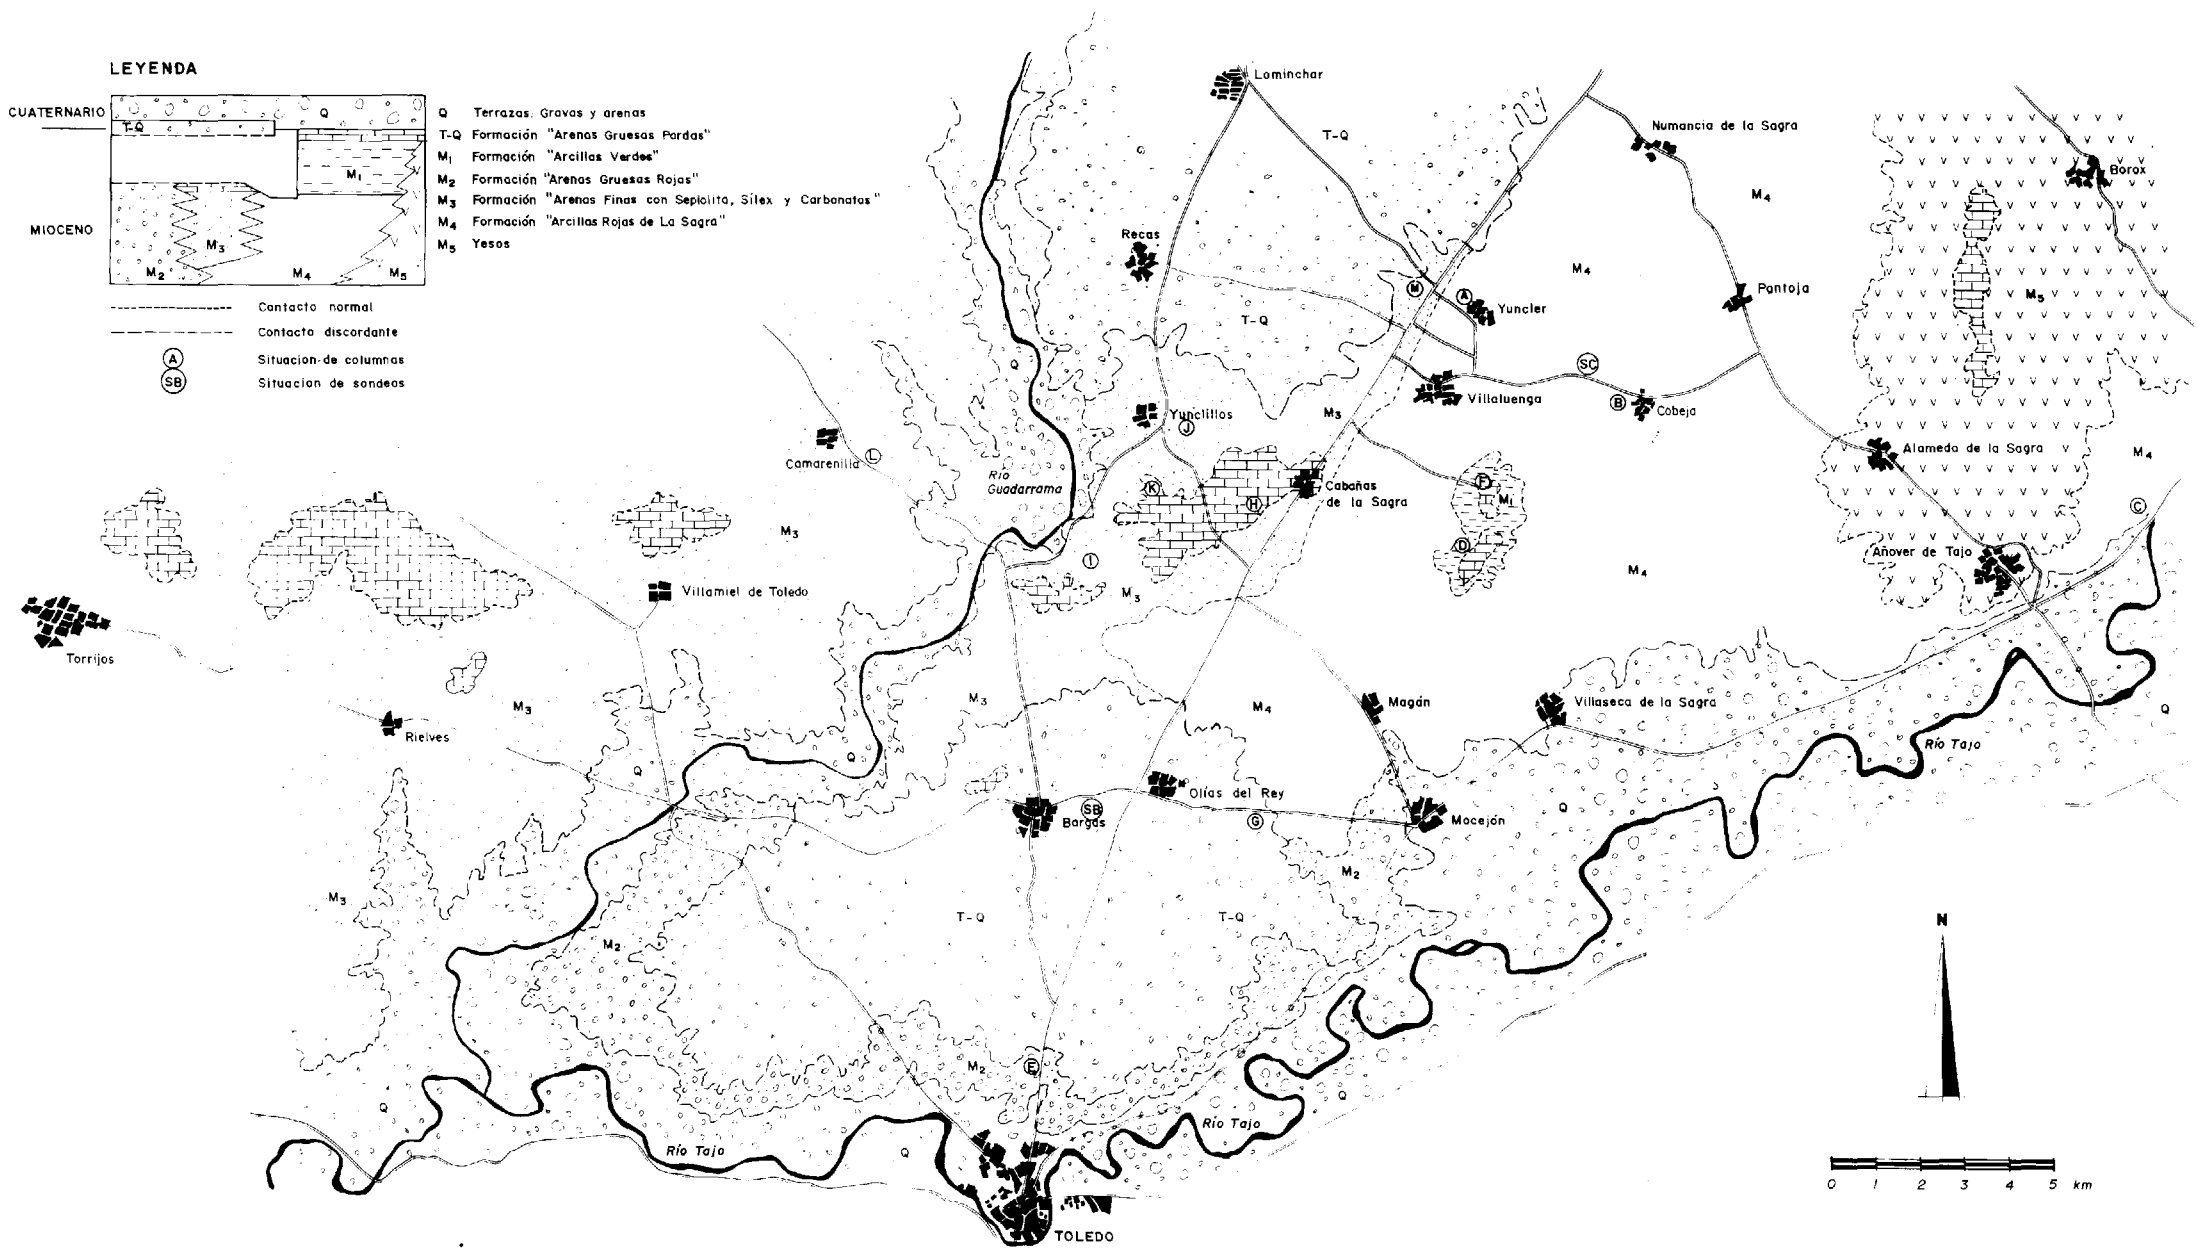 LEYENDA
CUATERNARIO
MIOCENO
Q
T-Q
M1
M2
M3
M4
M5
Q Terrazas. Gravas y arenas
T-Q Formación "Arenas Gruesas Pardas"
M1 Formación "Arcillas Verdes"
M2 Formación "Arenas Gruesas Rojas"
M3 Formación "Arenas Finas con Sepiolita, Sílex y Carbonatos"
M4 Formación "Arcillas Rojas de La Sagra"
M5 Yesos
Contacto normal
Contacto discordante
A Situacion de columnas
SB Situacion de sondeos
Lominchar
T-Q
Numancia de la Sagra
M4
Borox
Recas
M4
M
A
Yuncler
Pantoja
M5
T-Q
SC
Villaluenga
B
Cobeja
M3
Yunclillos
J
Camarenilla
L
Río
Guadarrama
K
H
Cabañas
de la Sagra
F
M1
D
Alameda de la Sagra
M4
C
Añover de Tajo
M3
I
M3
M4
Villamiel de Toledo
Torrijos
M3
Rielves
M3
M4
Magán
Villaseca de la Sagra
Q
Río Tajo
Q
Q
Olías del Rey
SB
Bargas
G
Mocejón
Q
M2
M3
T-Q
T-Q
M2
N
M2
E
Q
Q
Río Tajo
Río Tajo
Q
TOLEDO
0 1 2 3 4 5 km